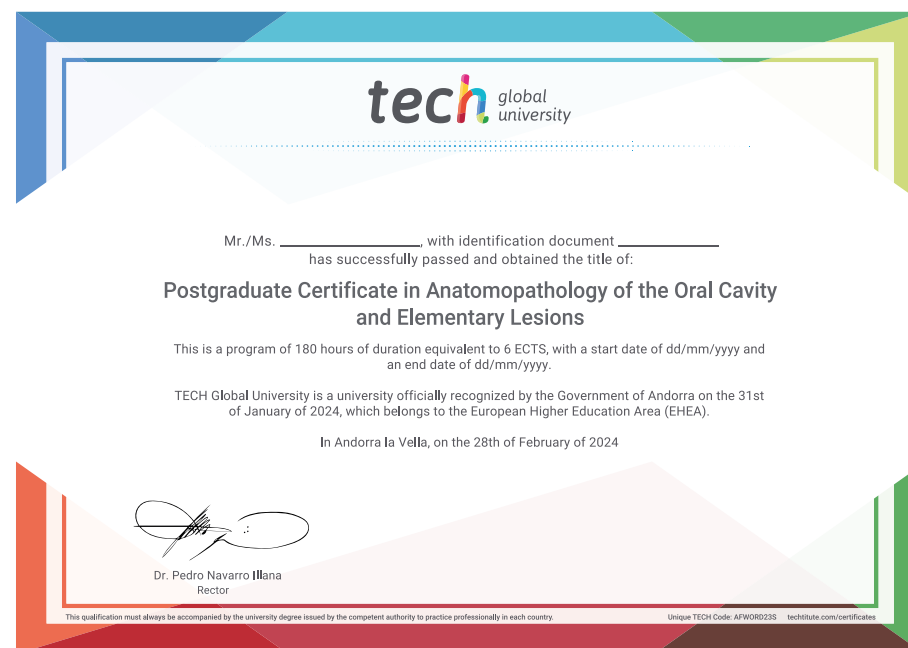 tech global university
Mr./Ms. ____________, with identification document ____________
has successfully passed and obtained the title of:
Postgraduate Certificate in Anatomopathology of the Oral Cavity
and Elementary Lesions
This is a program of 180 hours of duration equivalent to 6 ECTS, with a start date of dd/mm/yyyy and
an end date of dd/mm/yyyy.
TECH Global University is a university officially recognized by the Government of Andorra on the 31st
of January of 2024, which belongs to the European Higher Education Area (EHEA).
In Andorra la Vella, on the 28th of February of 2024
Dr. Pedro Navarro Illana
Rector
This qualification must always be accompanied by the university degree issued by the competent authority to practice professionally in each country. Unique TECH Code: AFWORD23S techtitute.com/certificates